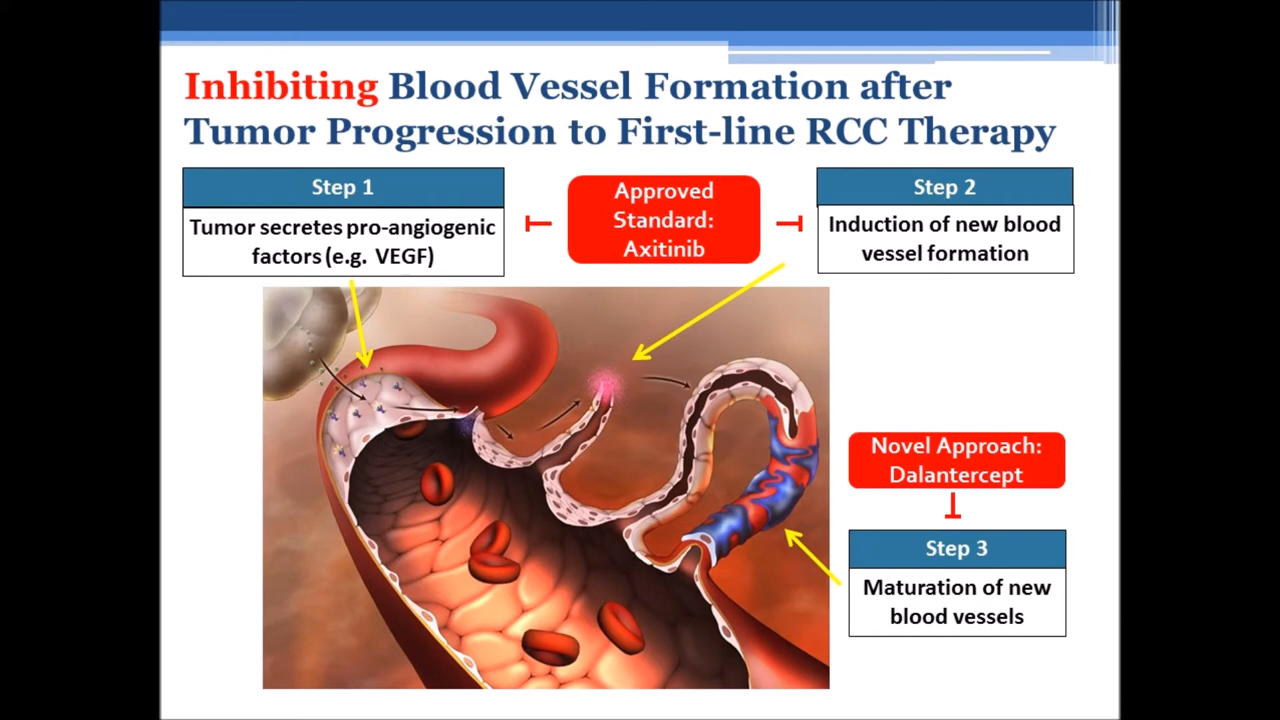 Inhibiting Blood Vessel Formation after
Tumor Progression to First-line RCC Therapy
Step 1
Tumor secretes pro-angiogenic
factors (e.g. VEGF)
Approved
Standard:
Axitinib
Step 2
Induction of new blood
vessel formation
Novel Approach:
Dalantercept
Step 3
Maturation of new
blood vessels